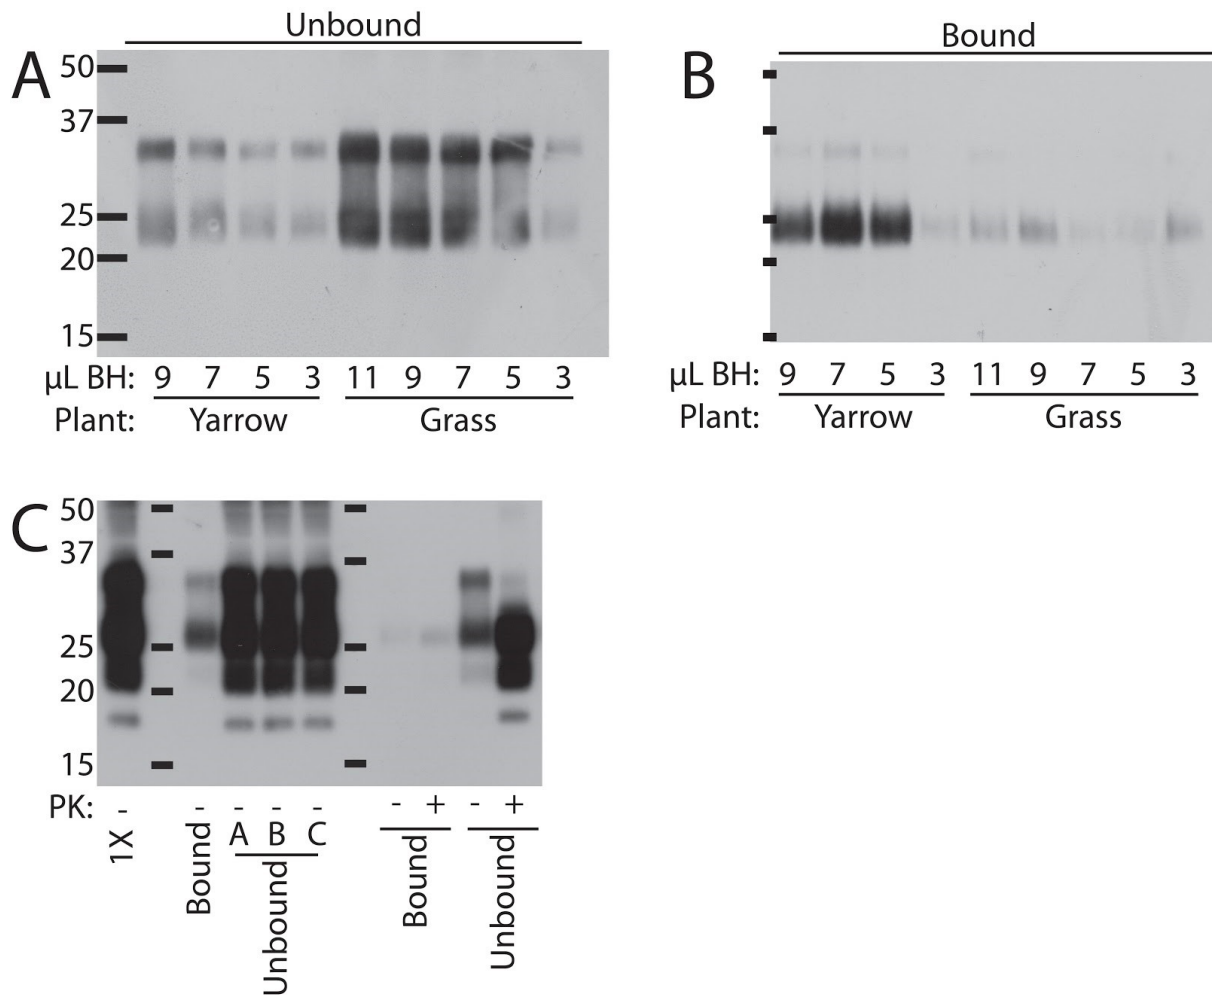 Unbound
A
50
37
25
20
15
µL BH: 9 7 5 3 11 9 7 5 3
Plant: Yarrow Grass
Bound
B
µL BH: 9 7 5 3 11 9 7 5 3
Plant: Yarrow Grass
C
50
37
25
20
15
PK: - - - - - - + - +
1X Bound A B C Unbound Bound Unbound